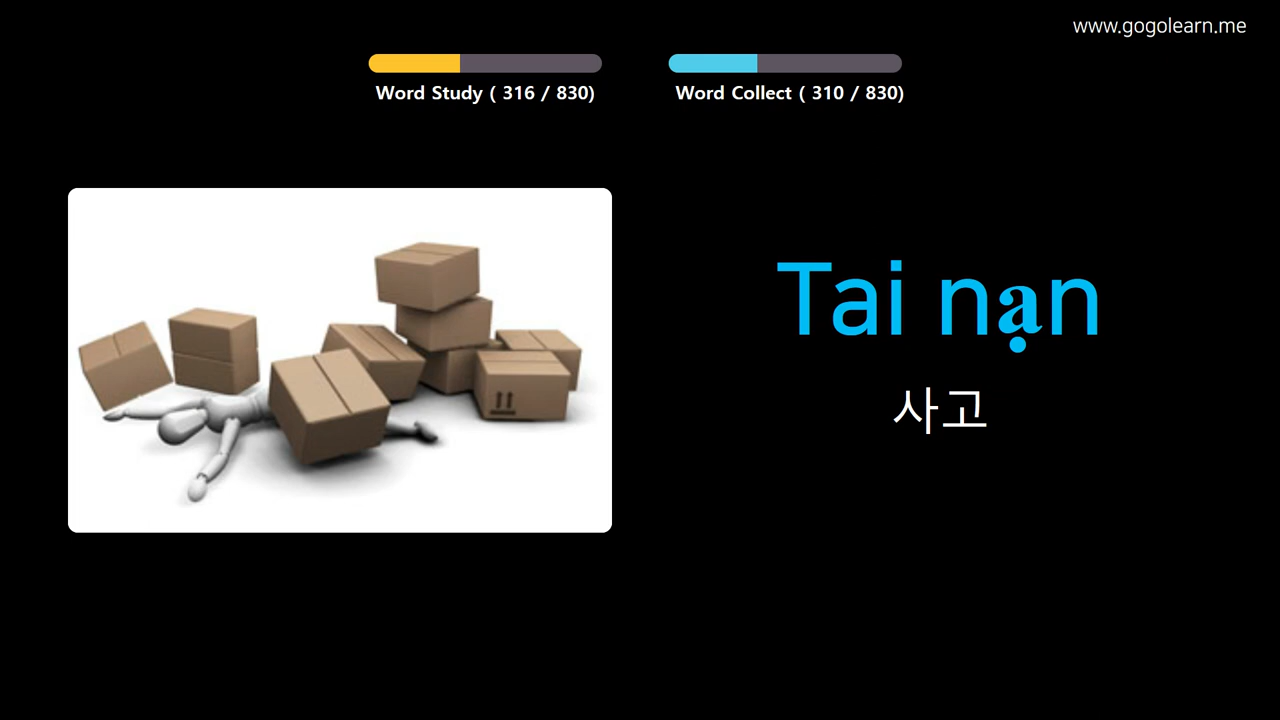 www.gogolearn.me
Word Study ( 316 / 830)
Word Collect ( 310 / 830)
Tai nạn
사고